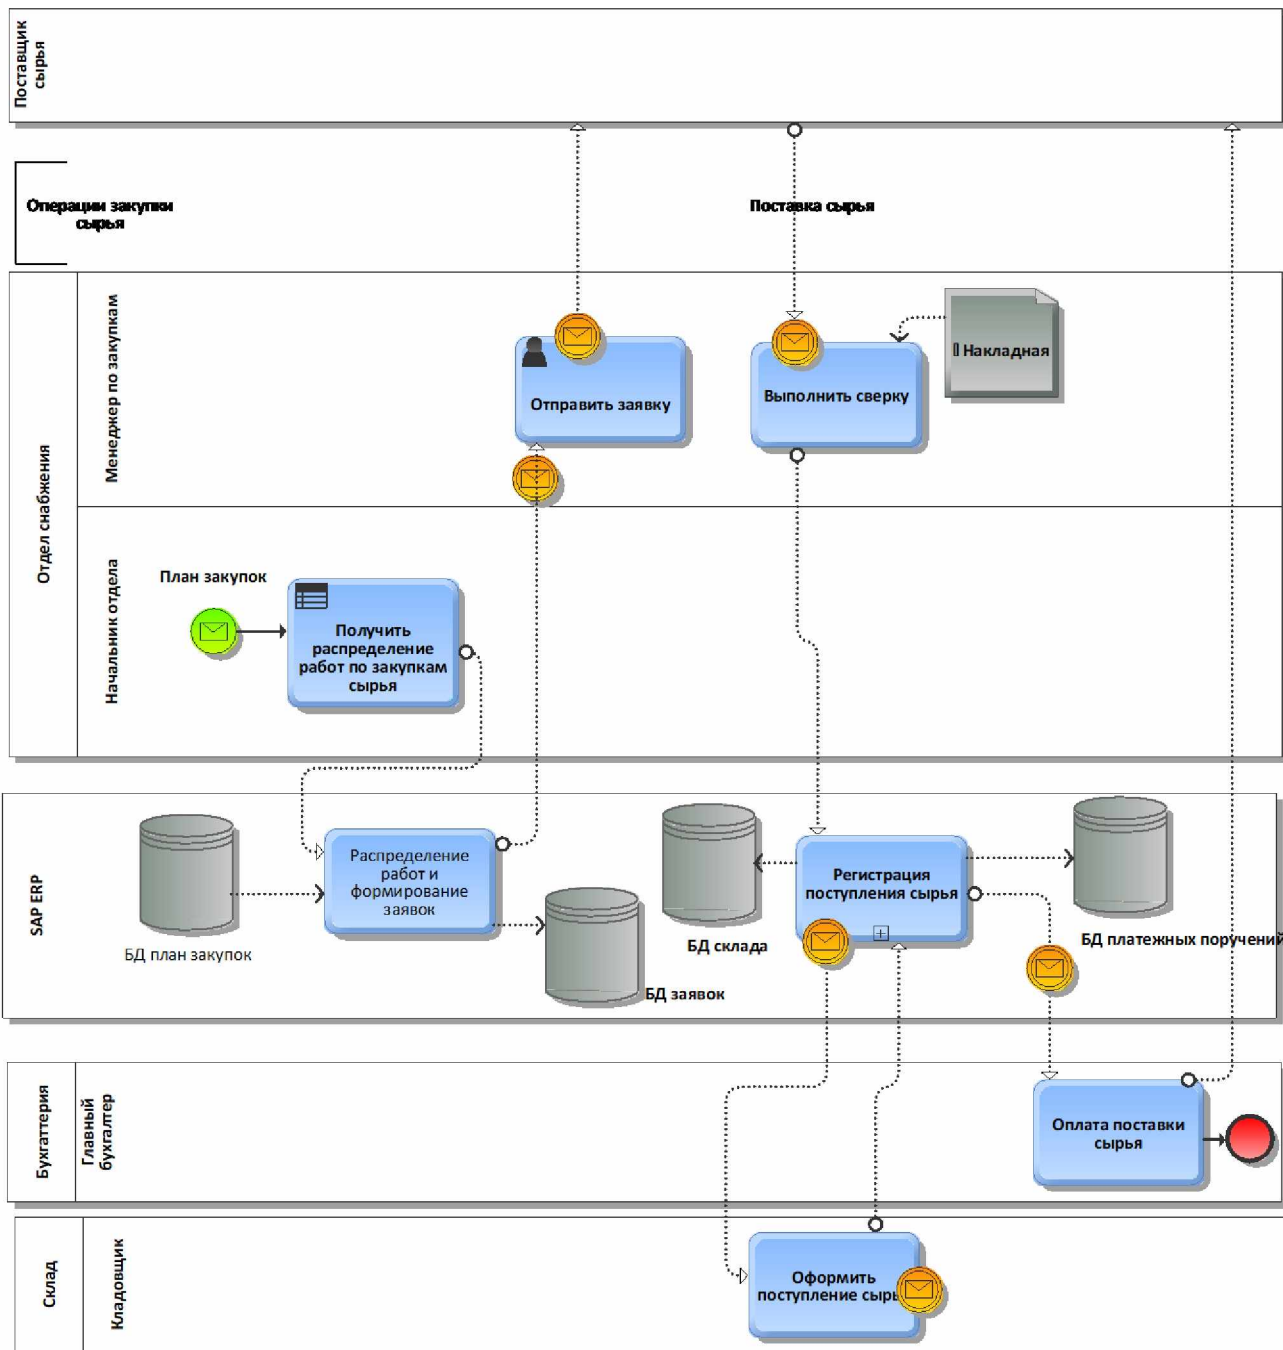 Поставщик
сырья
Операции закупки
сырья
Поставка сырья
Отдел снабжения
Менеджер по закупкам
Отправить заявку
Выполнить сверку
Накладная
Начальник отдела
План закупок
Получить
распределение
работ по закупкам
сырья
SAP ERP
БД план закупок
Распределение
работ и
формирование
заявок
БД заявок
БД склада
Регистрация
поступления сырья
БД платежных поручений
Бухгаттерия
Главный
бухгалтер
Оплата поставки
сырья
Склад
Кладовщик
Оформить
поступление сырь